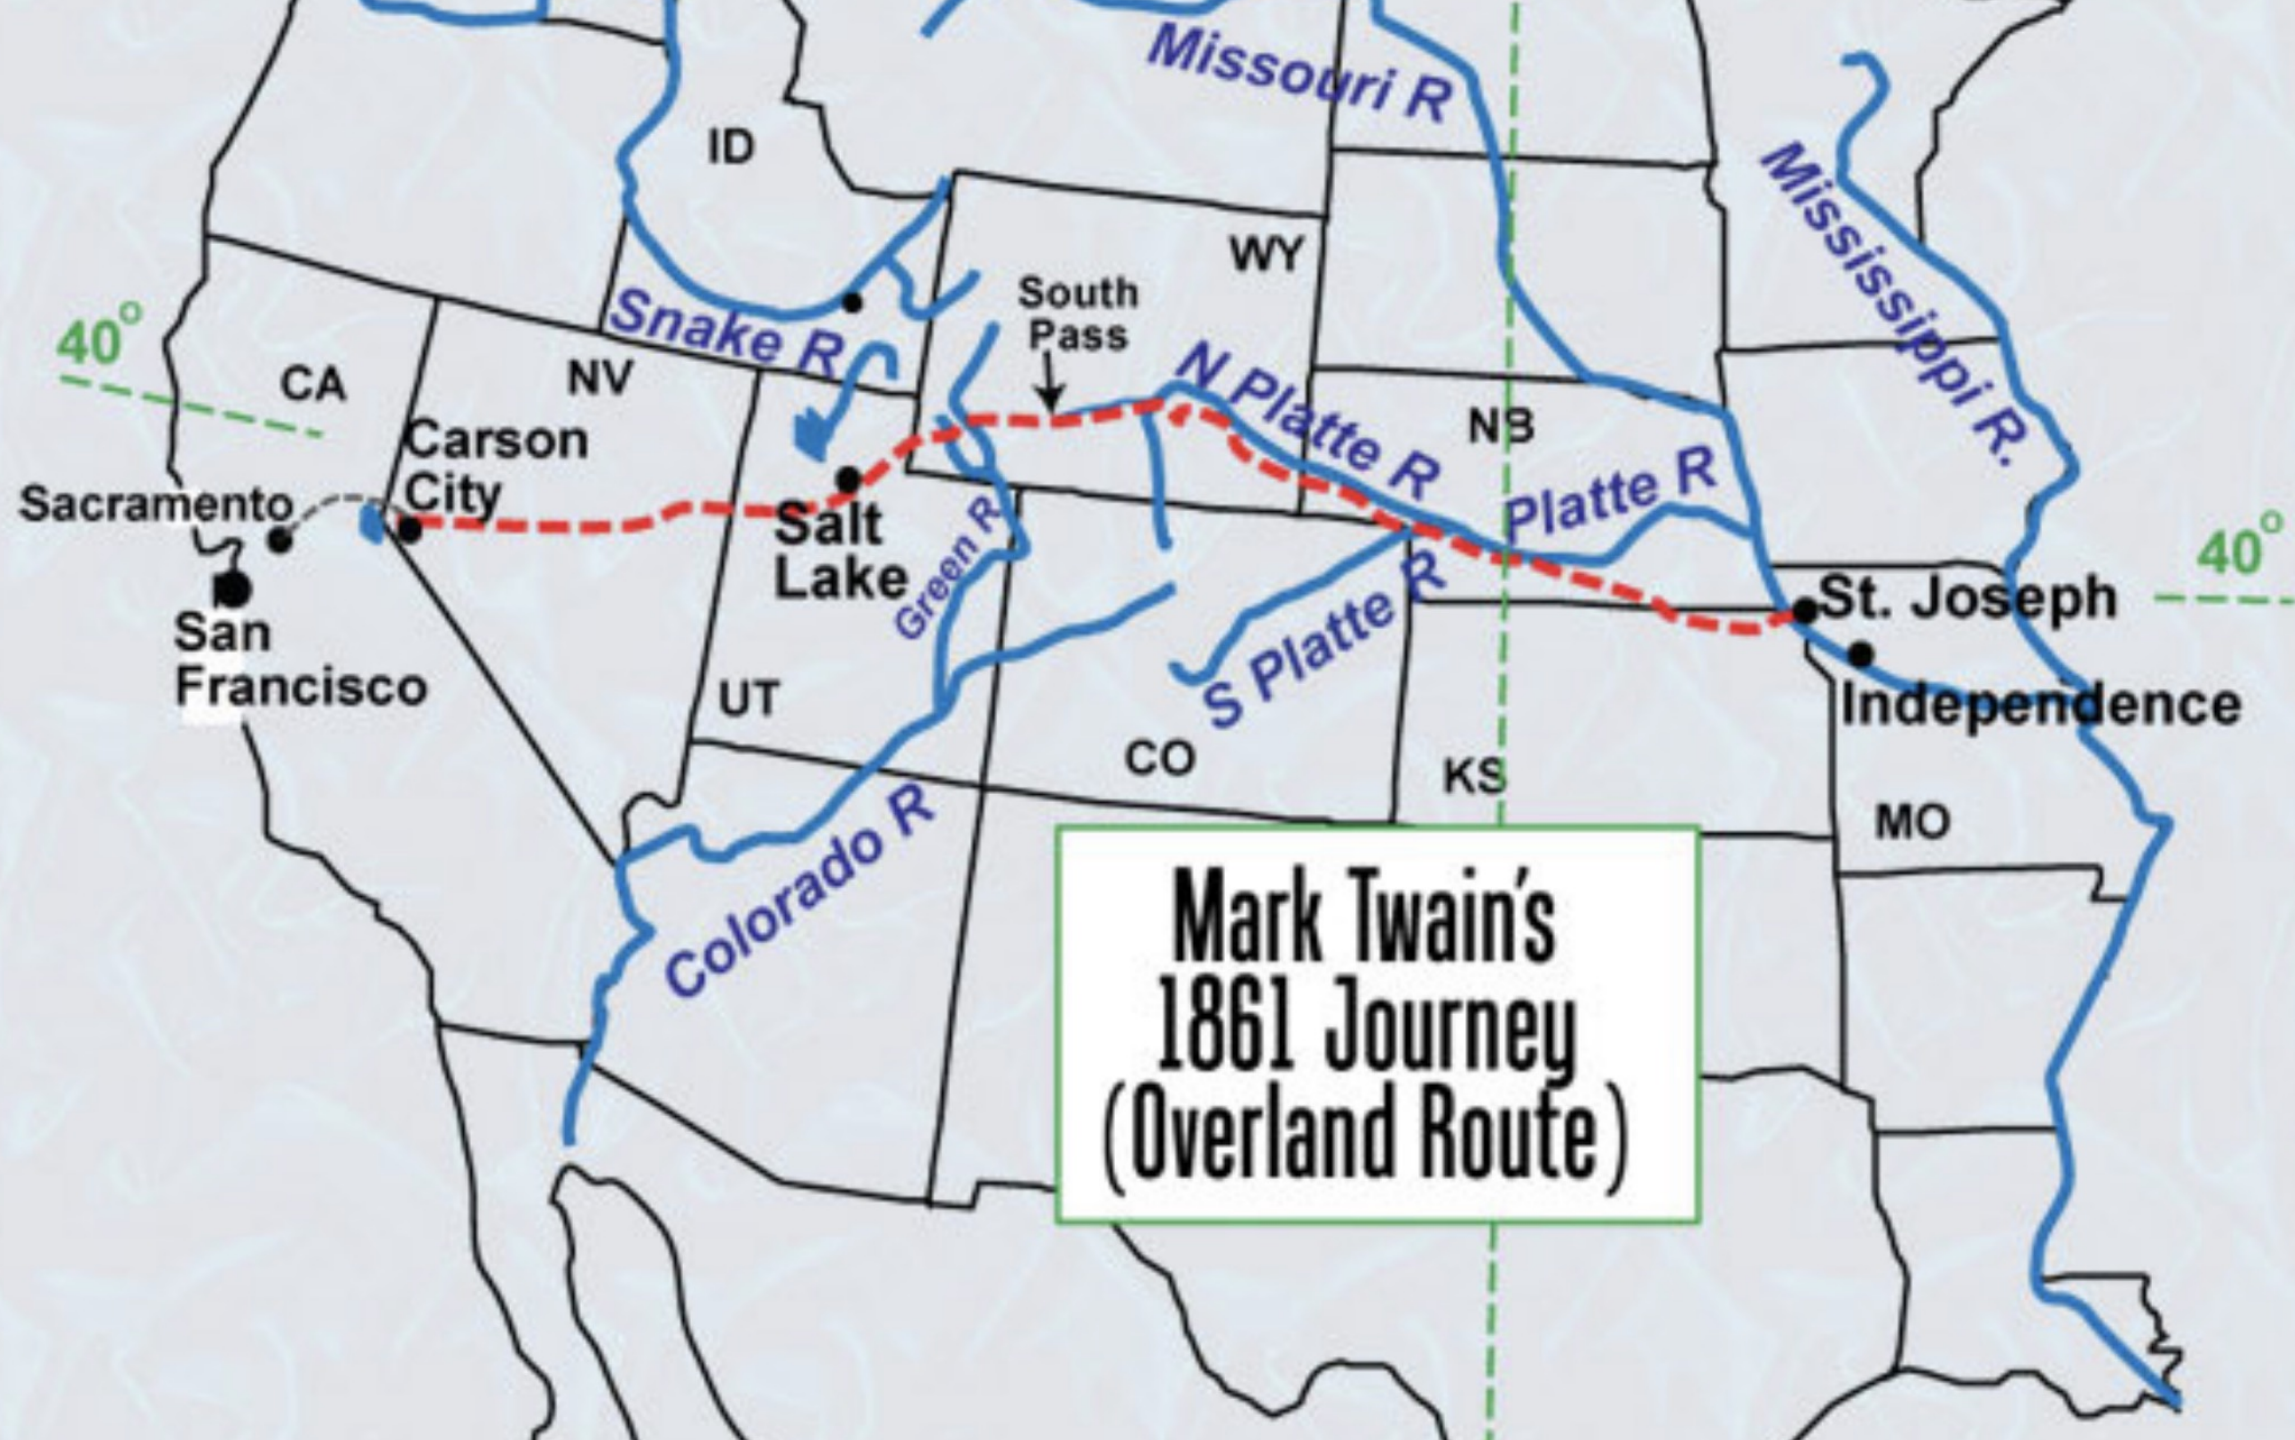 Missouri R
ID
Mississippi R.
WY
South
Pass
40°
Snake R
CA
NV
N Platte R
NB
Carson
City
Platte R
Sacramento
Salt
Lake
Green R
40°
St. Joseph
S Platte R
San
Francisco
UT
Independence
CO
KS
MO
Colorado R
Mark Twain's
1861 Journey
(Overland Route)